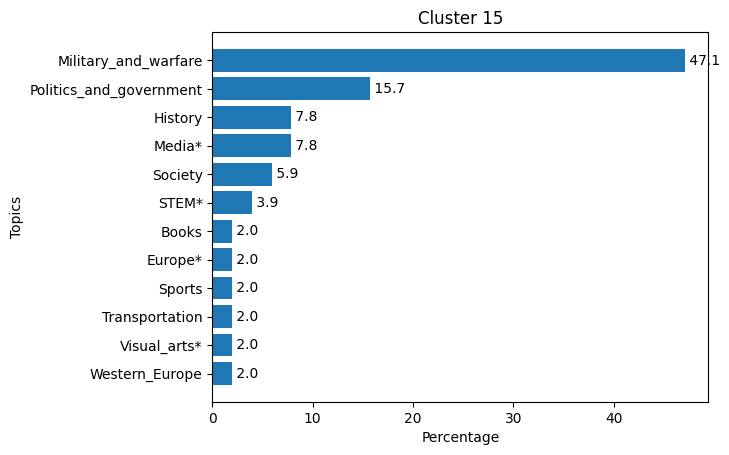 Cluster 15
Topics
Military_and_warfare 47.1
Politics_and_government 15.7
History 7.8
Media* 7.8
Society 5.9
STEM* 3.9
Books 2.0
Europe* 2.0
Sports 2.0
Transportation 2.0
Visual_arts* 2.0
Western_Europe 2.0
0 10 20 30 40
Percentage